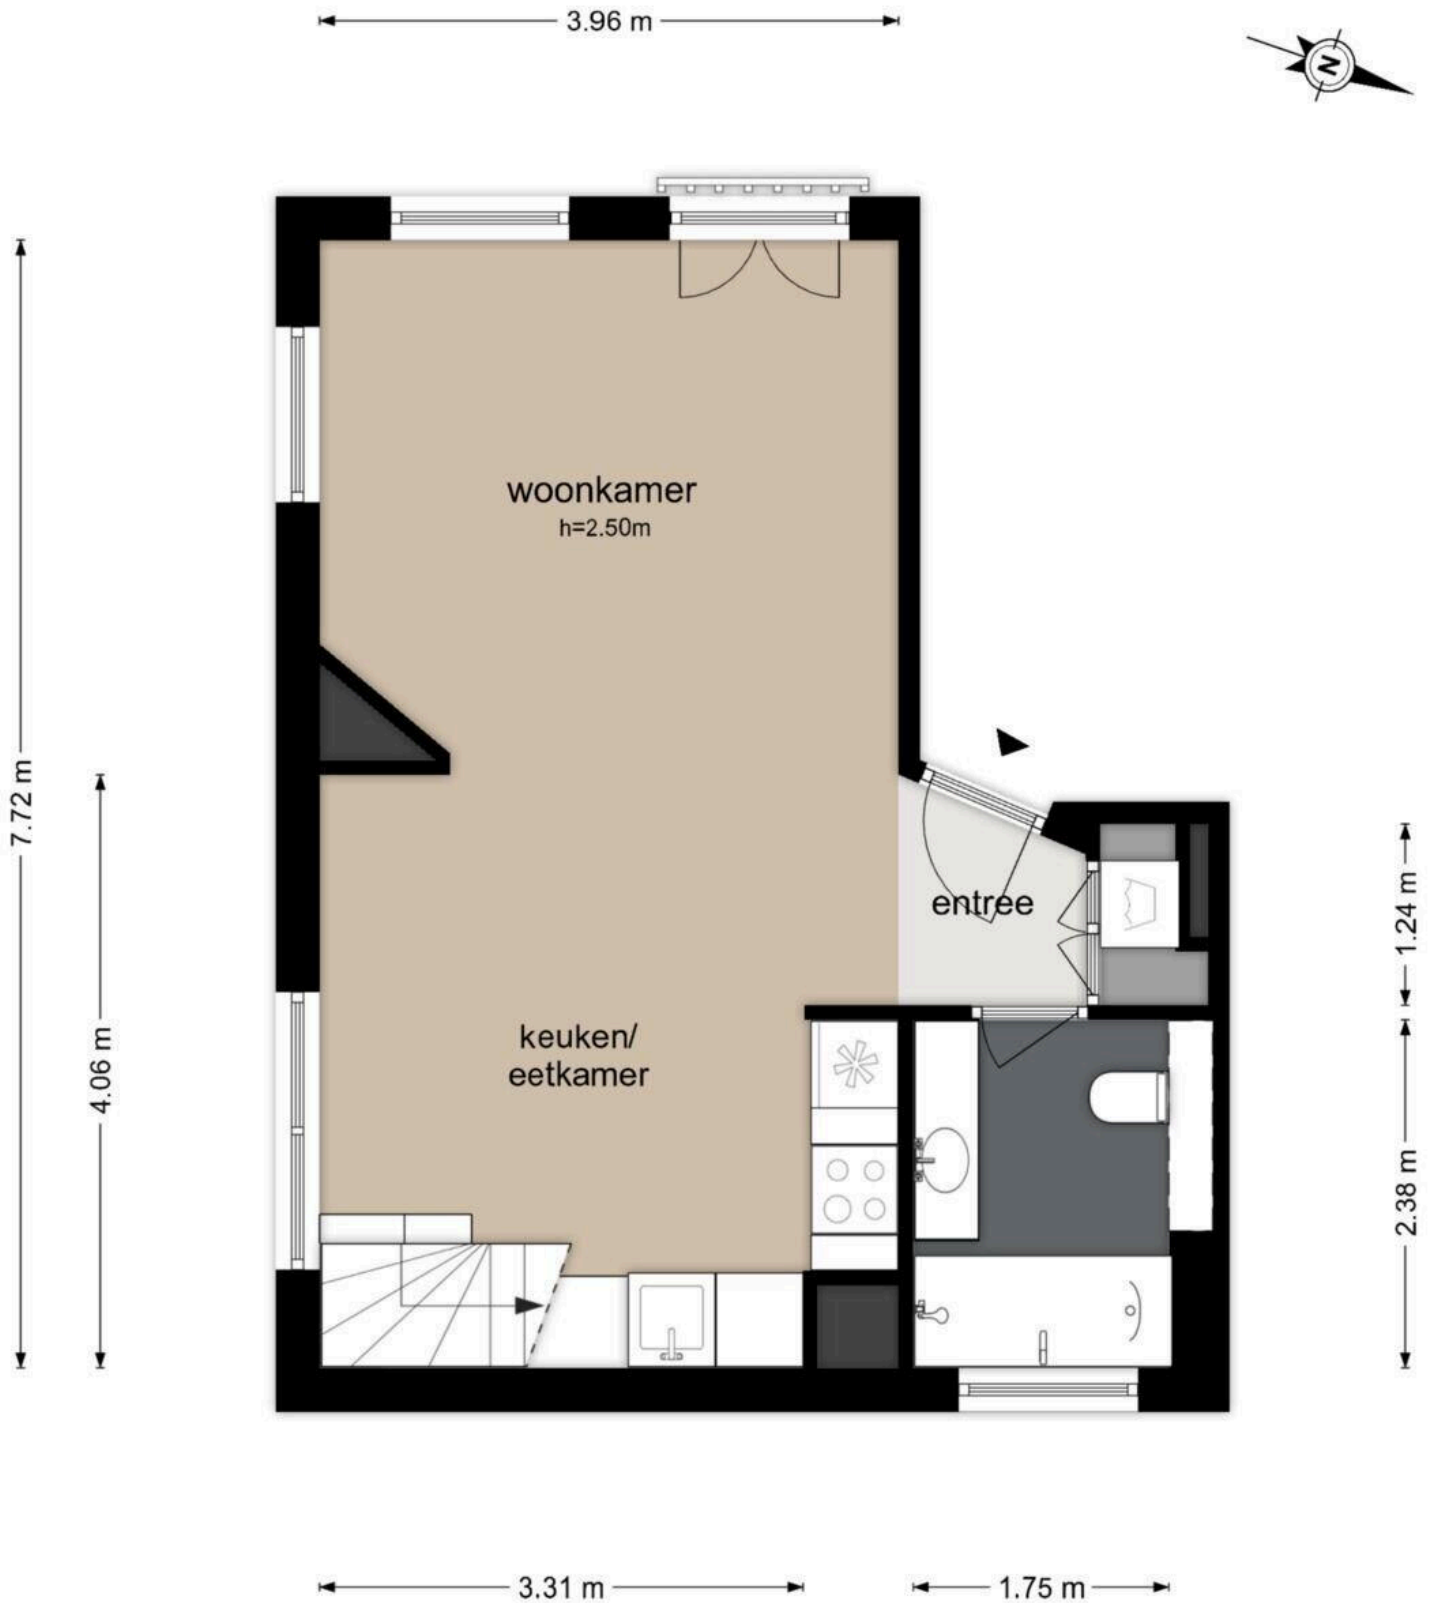 3.96 m
N
woonkamer
h=2.50m
7.72 m
entree
1.24 m
keuken/
eetkamer
4.06 m
2.38 m
3.31 m
1.75 m